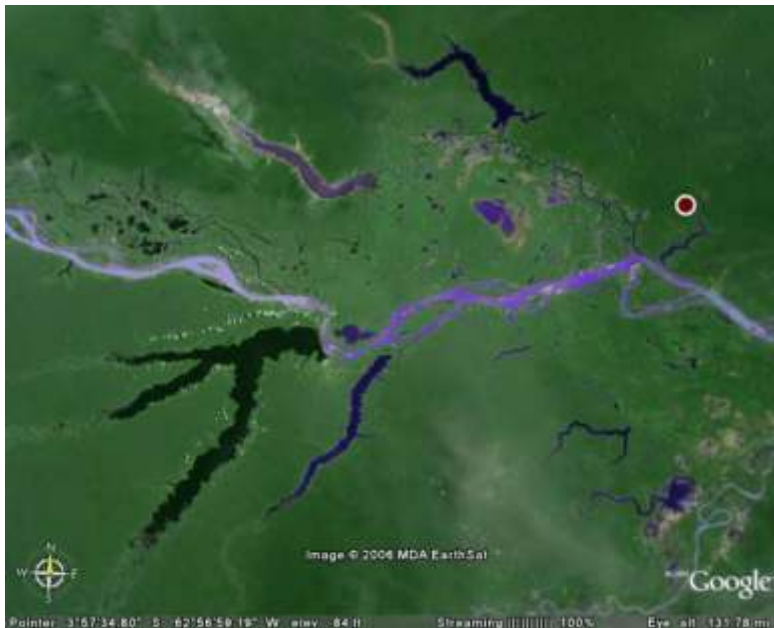 N
W E
S
Image © 2006 MDA EarthSat
Google
Pointer 3°57'34.80" S 62°56'59.19" W elev -84 ft Streaming ||||||||| 100% Eye alt 131.78 mi